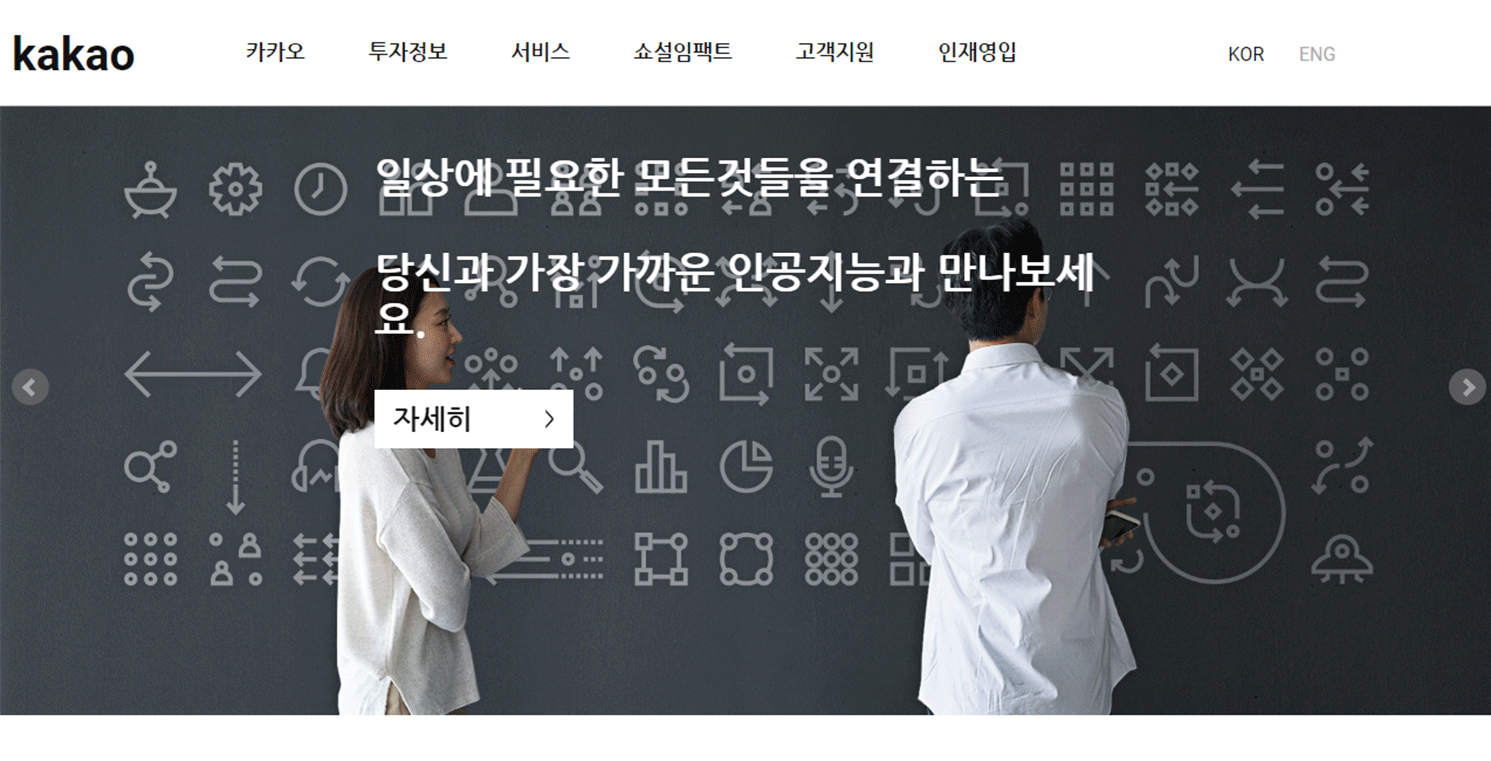 kakao
카카오 투자정보 서비스 쇼설임팩트 고객지원 인재영입 KOR ENG
일상에 필요한 모든것들을 연결하는
당신과 가장 가까운 인공지능과 만나보세
요.
자세히